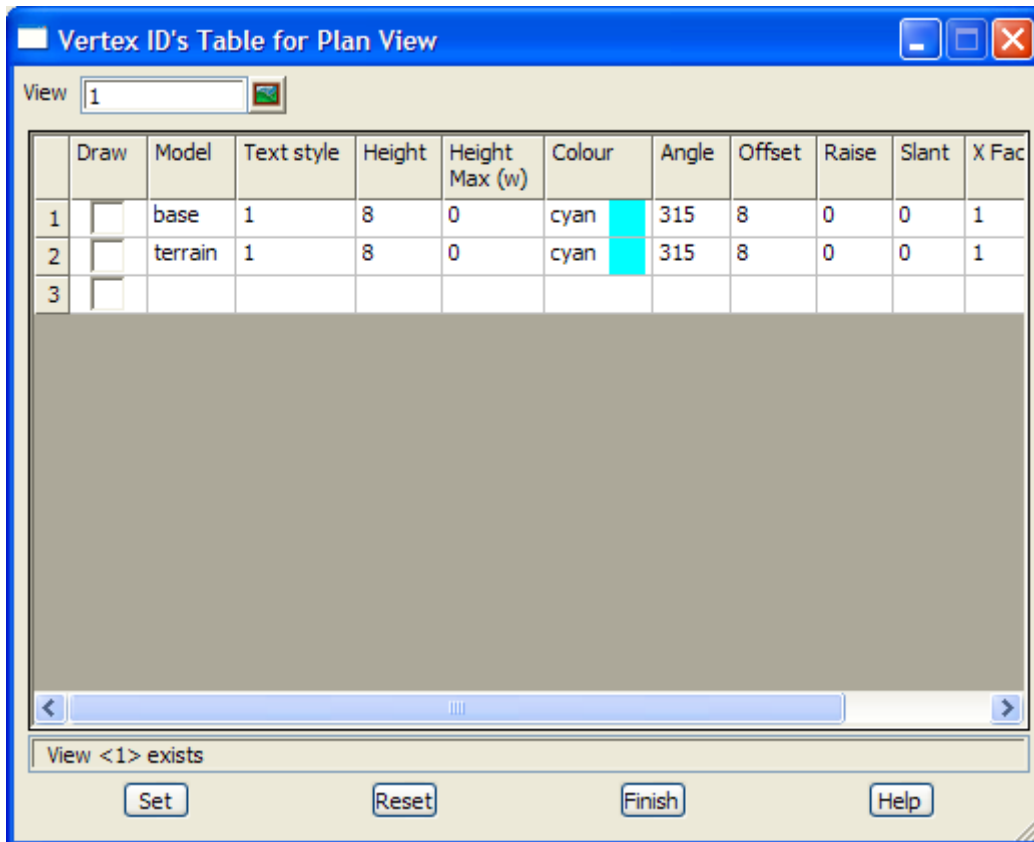 Vertex ID's Table for Plan View
View 1
Draw Model Text style Height Height Max (w) Colour Angle Offset Raise Slant X Fac
1 base 1 8 0 cyan 315 8 0 0 1
2 terrain 1 8 0 cyan 315 8 0 0 1
3
View <1> exists
Set Reset Finish Help